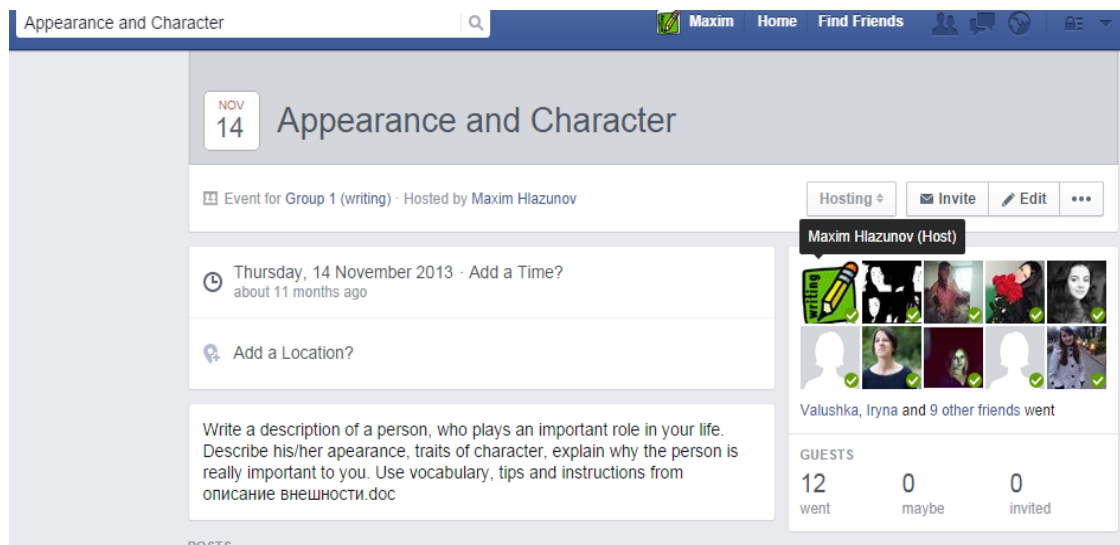 Appearance and Character
Maxim Home Find Friends
NOV
14
Appearance and Character
Event for Group 1 (writing) · Hosted by Maxim Hlazunov
Hosting Invite Edit
Maxim Hlazunov (Host)
Thursday, 14 November 2013 · Add a Time?
about 11 months ago
Add a Location?
writing
Valushka, Iryna and 9 other friends went
Write a description of a person, who plays an important role in your life.
Describe his/her apearance, traits of character, explain why the person is
really important to you. Use vocabulary, tips and instructions from
описание внешности.doc
GUESTS
12 0 0
went maybe invited
POSTS